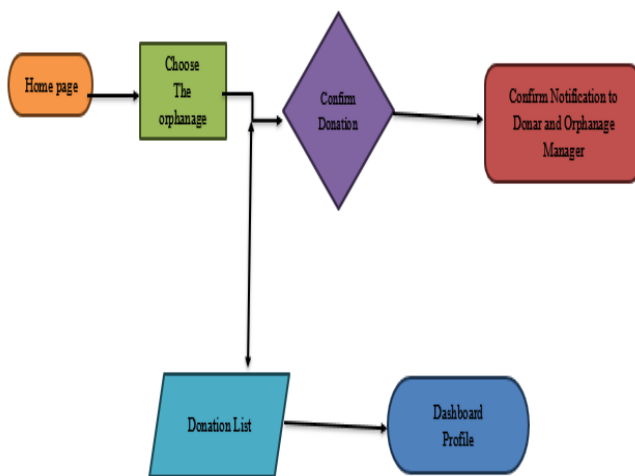 Home page
Choose
The
orphanage
Confirm
Donation
Confirm Notification to
Donar and Orphanage
Manager
Donation List
Dashboard
Profile